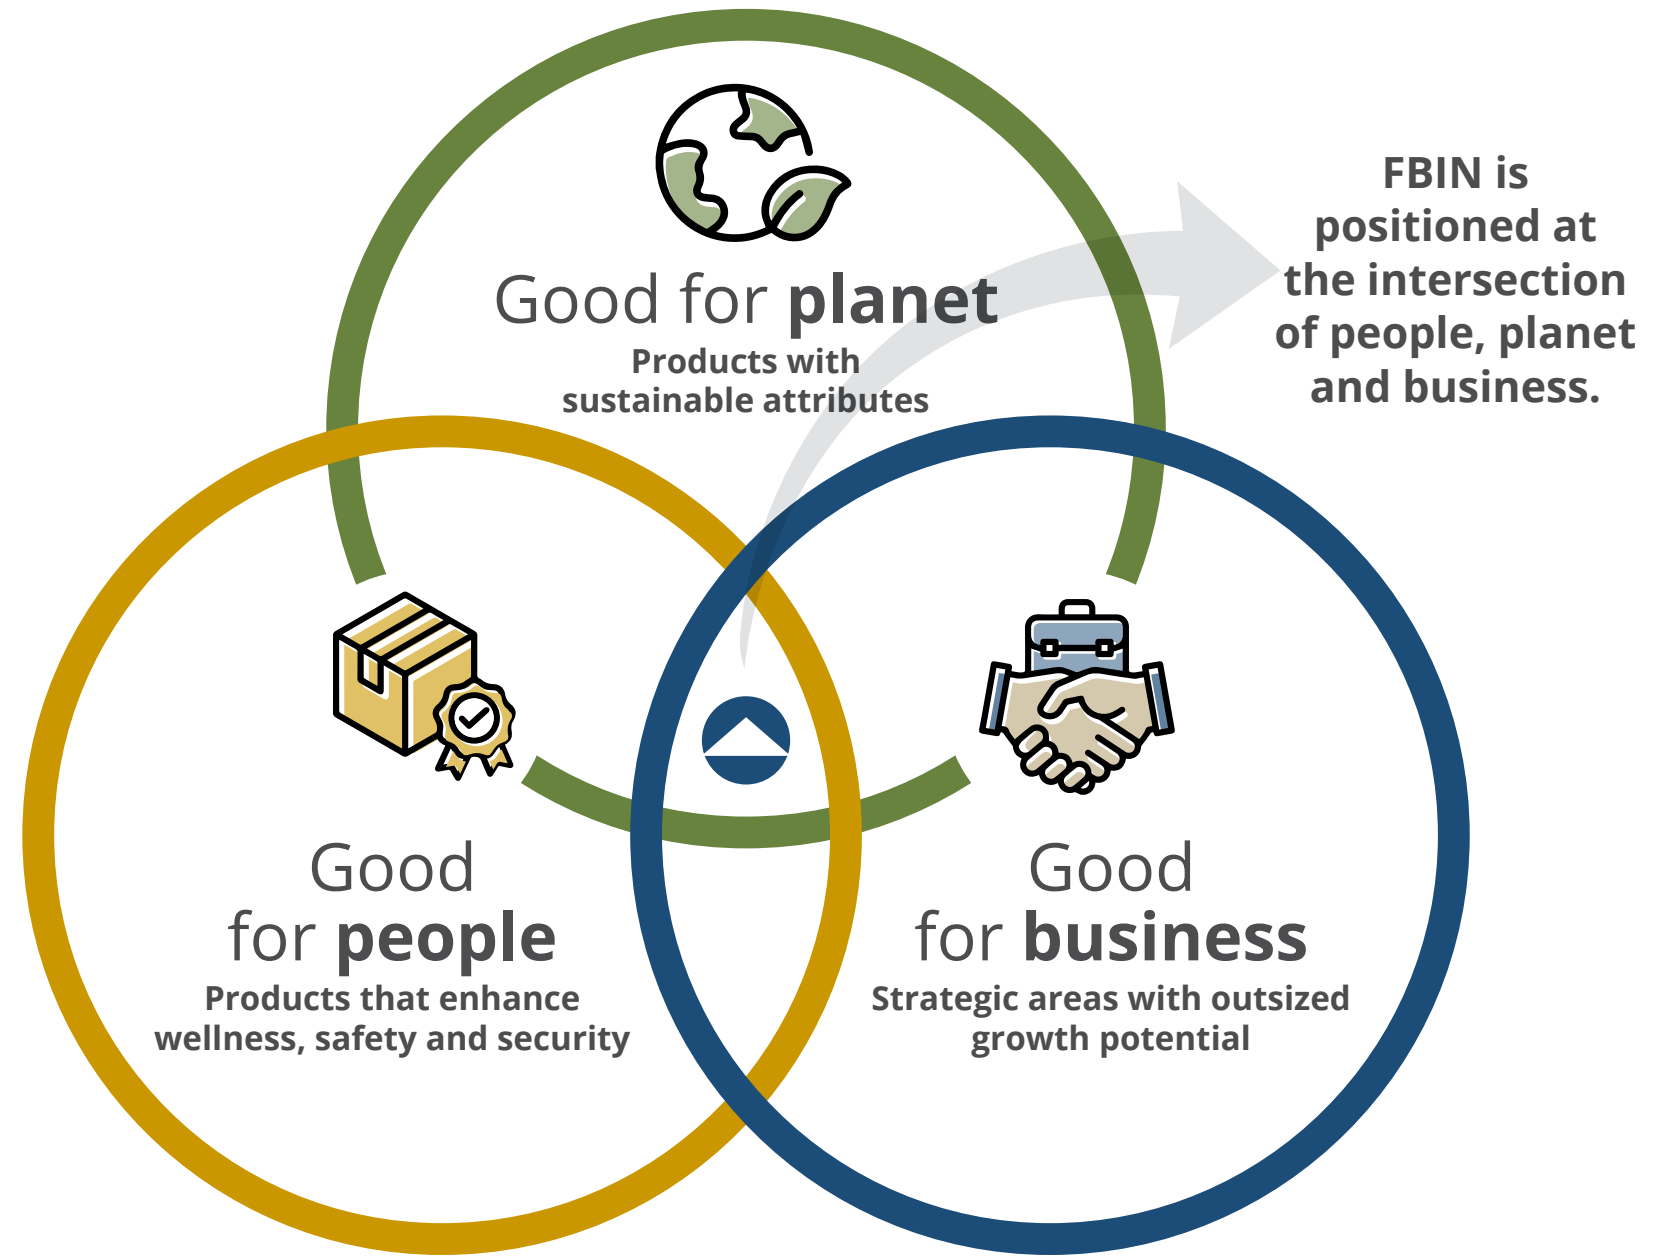 Good for planet
Products with
sustainable attributes
FBIN is
positioned at
the intersection
of people, planet
and business.
Good
for people
Products that enhance
wellness, safety and security
Good
for business
Strategic areas with outsized
growth potential